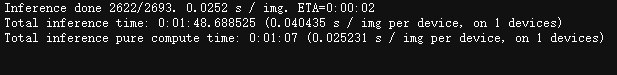 Inference done 2622/2693. 0.0252 s / img. ETA=0:00:02
Total inference time: 0:01:48.688525 (0.040435 s / img per device, on 1 devices)
Total inference pure compute time: 0:01:07 (0.025231 s / img per device, on 1 devices)